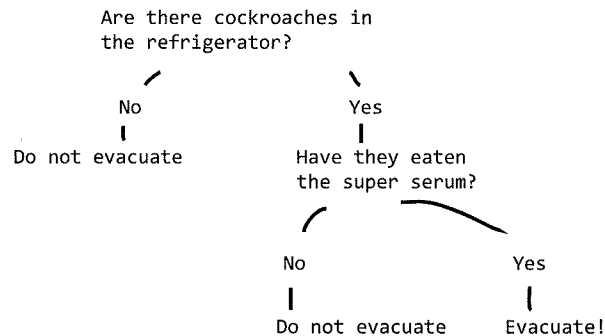 Are there cockroaches in
the refrigerator?
No
Yes
Do not evacuate
Have they eaten
the super serum?
No
Yes
Do not evacuate
Evacuate!